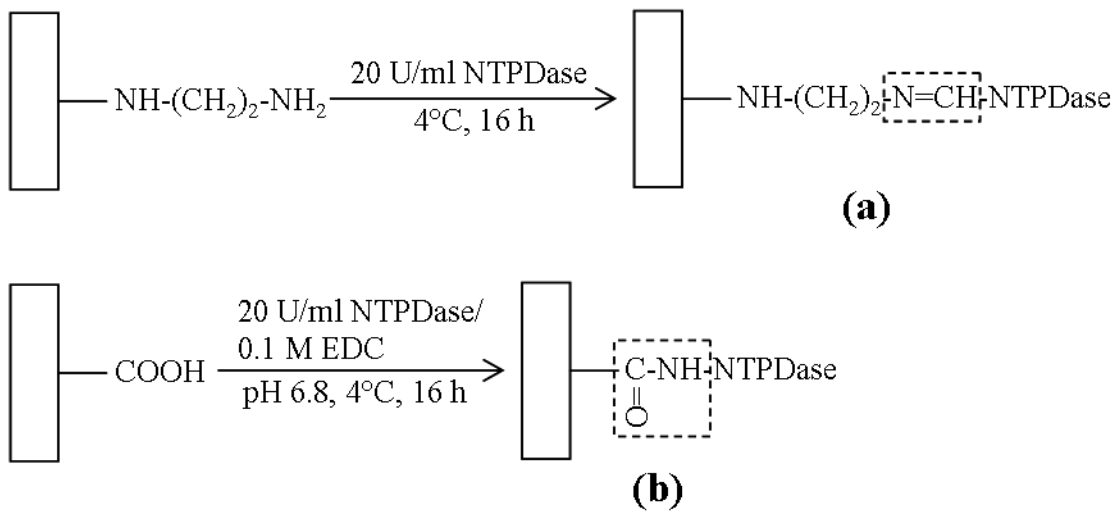 NH-(CH₂)₂-NH₂
20 U/ml NTPDase
4°C, 16 h
NH-(CH₂)₂-N=CH-NTPDase
(a)
COOH
20 U/ml NTPDase/
0.1 M EDC
pH 6.8, 4°C, 16 h
C-NH-NTPDase
O
(b)